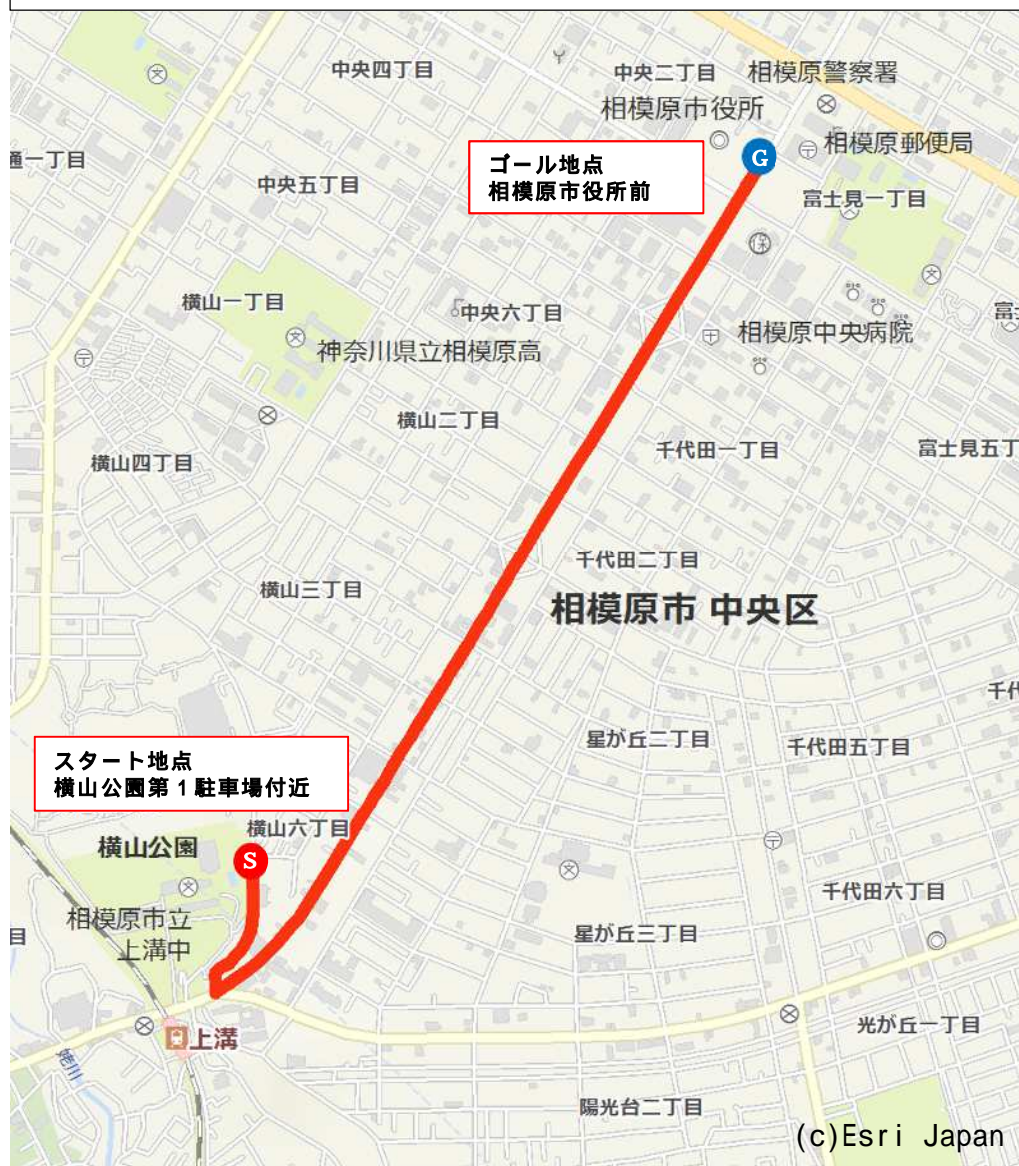 中央四丁目
中央二丁目
相模原警察署
相模原市役所
G
相模原郵便局
通一丁目
ゴール地点
相模原市役所前
中央五丁目
富士見一丁目
保
横山一丁目
中央六丁目
富士
神奈川県立相模原高
相模原中央病院
横山二丁目
千代田一丁目
富士見五丁
横山四丁目
千代田二丁目
横山三丁目
相模原市 中央区
千代田
星が丘二丁目
千代田五丁目
スタート地点
横山公園第1駐車場付近
横山六丁目
横山公園
S
千代田六丁目
相模原市立
上溝中
目
星が丘三丁目
上溝
光が丘一丁目
姥川
陽光台二丁目
(c)Esri Japan